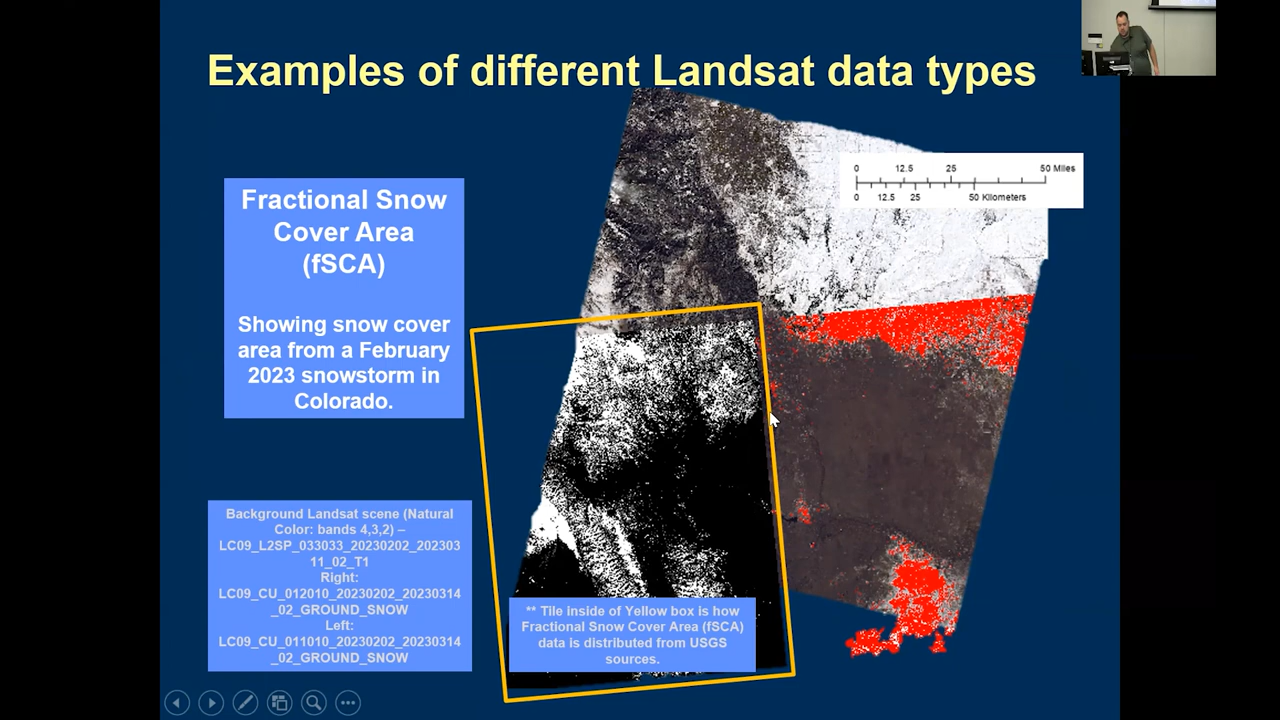 Examples of different Landsat data types
Fractional Snow
Cover Area
(fSCA)
Showing snow cover
area from a February
2023 snowstorm in
Colorado.
0 12.5 25 50 Miles
0 12.5 25 50 Kilometers
Background Landsat scene (Natural
Color: bands 4,3,2) –
LC09_L2SP_033033_20230202_202303
11_02_T1
Right:
LC09_CU_012010_20230202_20230314
_02_GROUND_SNOW
Left:
LC09_CU_011010_20230202_20230314
_02_GROUND_SNOW
** Tile inside of Yellow box is how
Fractional Snow Cover Area (fSCA)
data is distributed from USGS
sources.